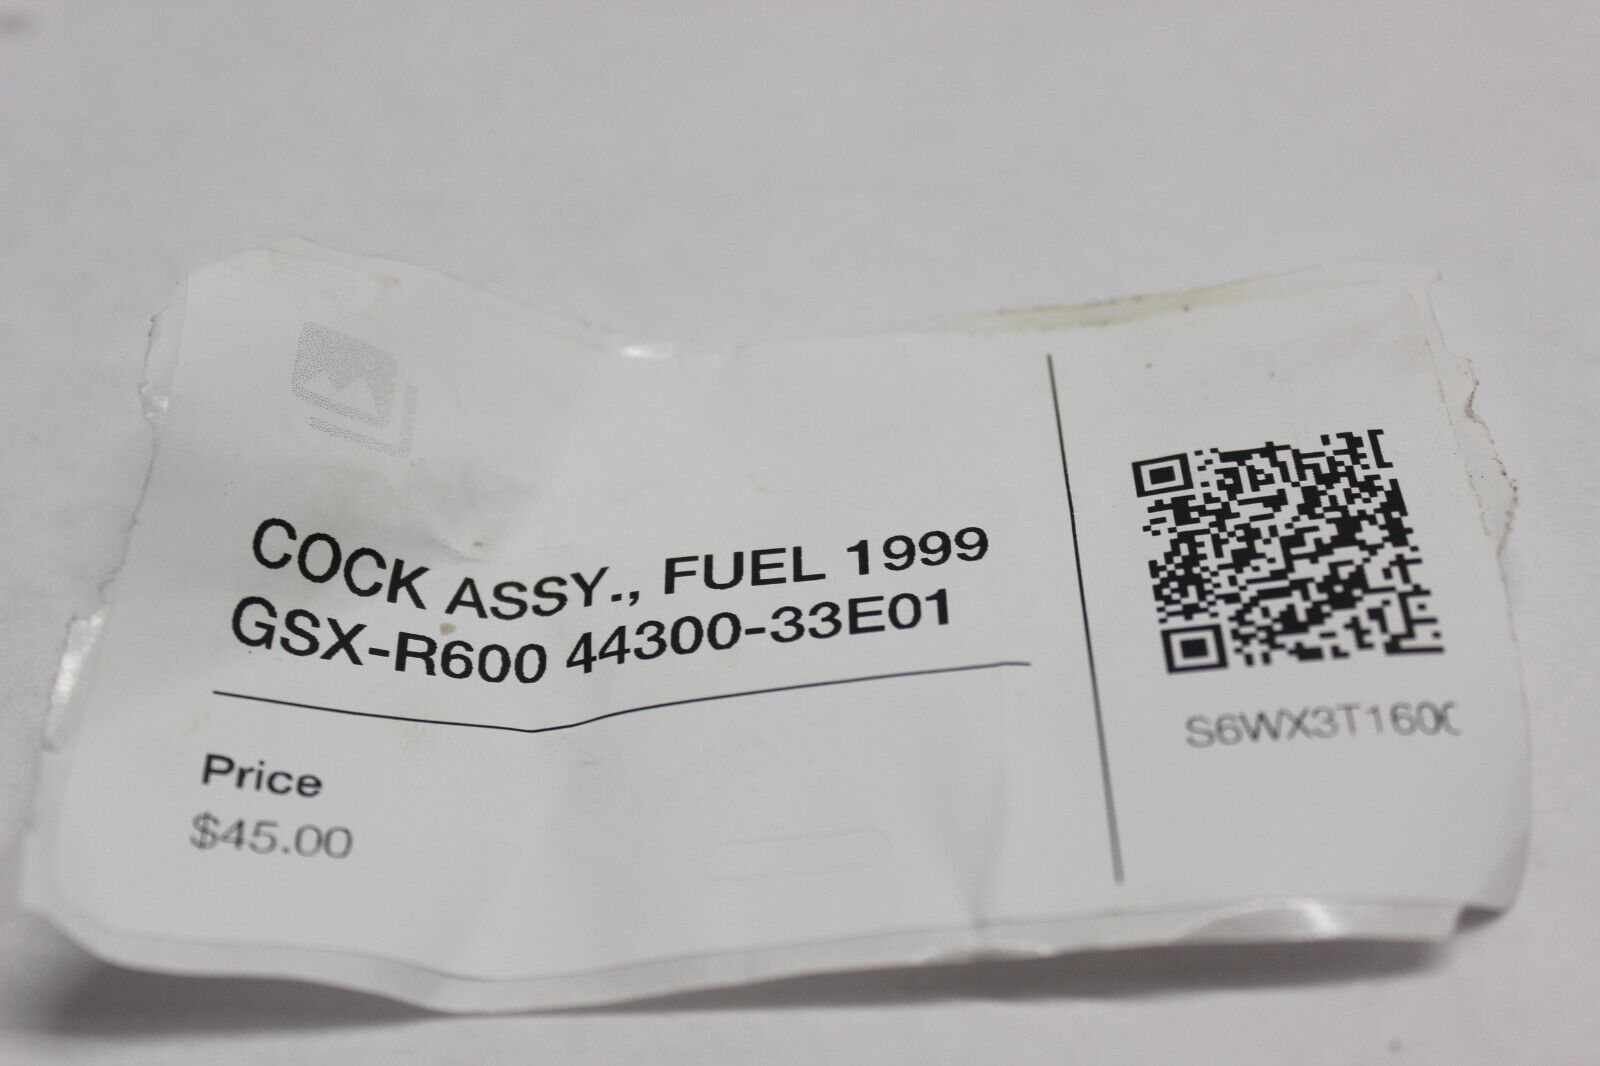 COCK ASSY., FUEL 1999
GSX-R600 44300-33E01
Price
$45.00
S6WX3T160